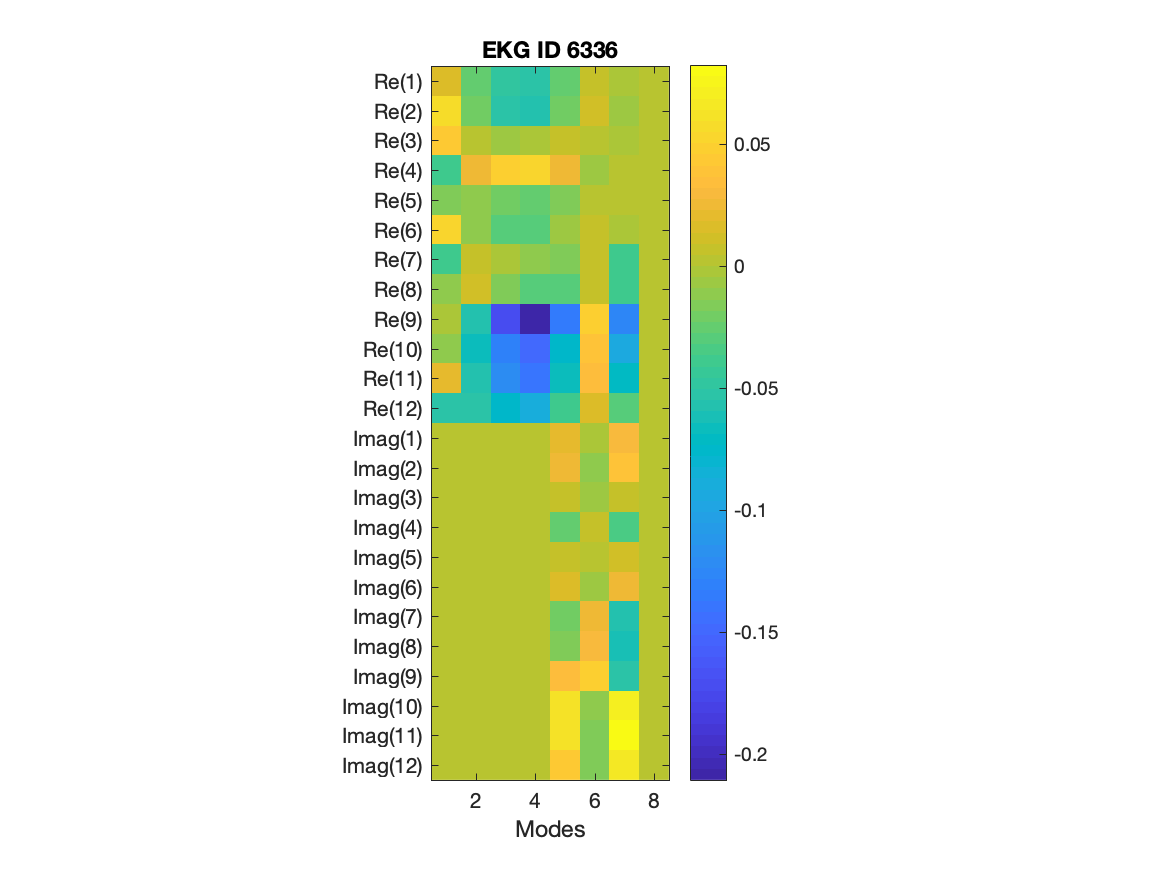 EKG ID 6336
Re(1)
Re(2)
Re(3)
Re(4)
Re(5)
Re(6)
Re(7)
Re(8)
Re(9)
Re(10)
Re(11)
Re(12)
Imag(1)
Imag(2)
Imag(3)
Imag(4)
Imag(5)
Imag(6)
Imag(7)
Imag(8)
Imag(9)
Imag(10)
Imag(11)
Imag(12)
2 4 6 8
Modes
0.05
0
-0.05
-0.1
-0.15
-0.2